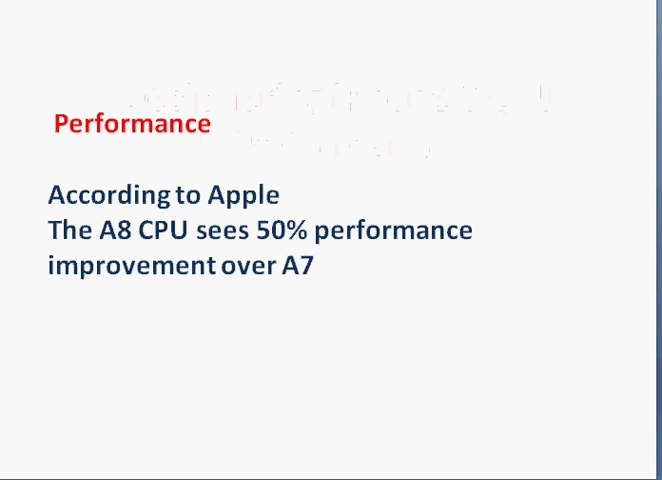 Performance
According to Apple
The A8 CPU sees 50% performance
improvement over A7